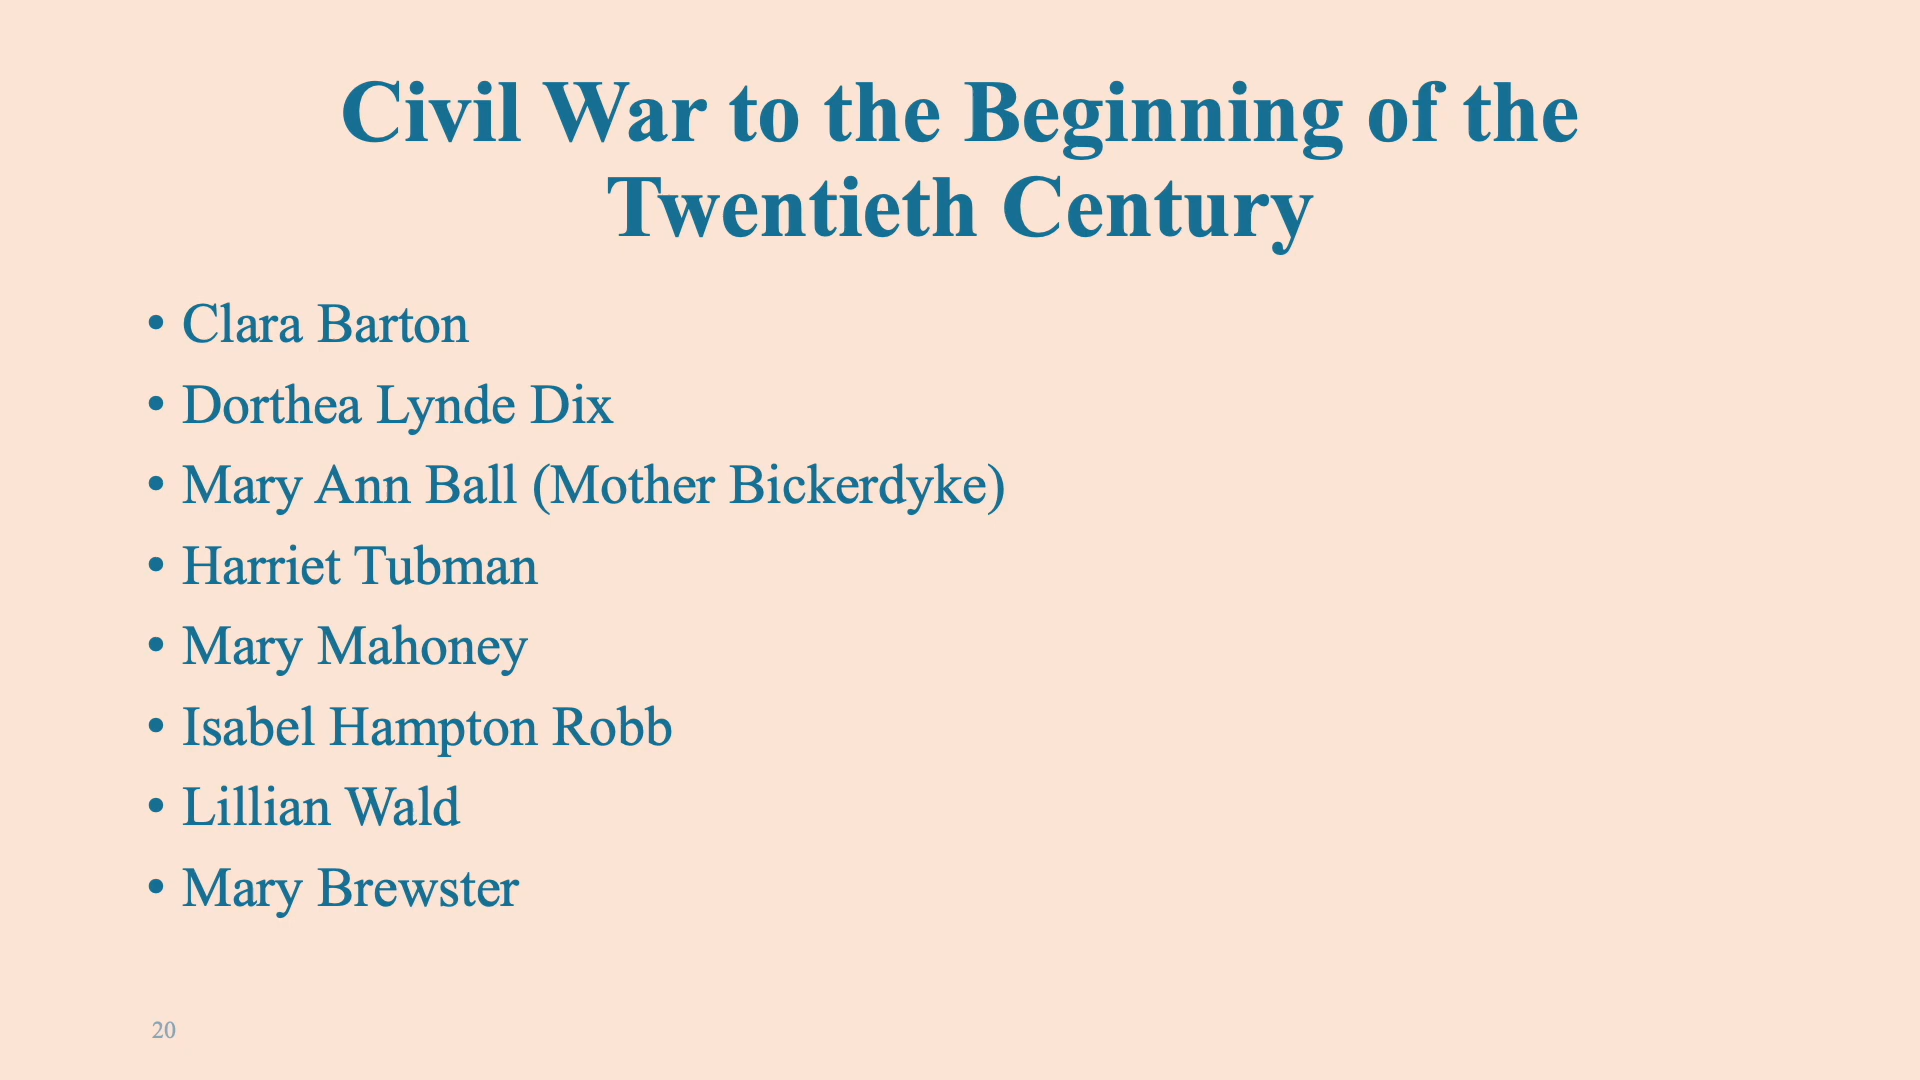 Civil War to the Beginning of the
Twentieth Century
• Clara Barton
• Dorthea Lynde Dix
• Mary Ann Ball (Mother Bickerdyke)
• Harriet Tubman
• Mary Mahoney
• Isabel Hampton Robb
• Lillian Wald
• Mary Brewster
20